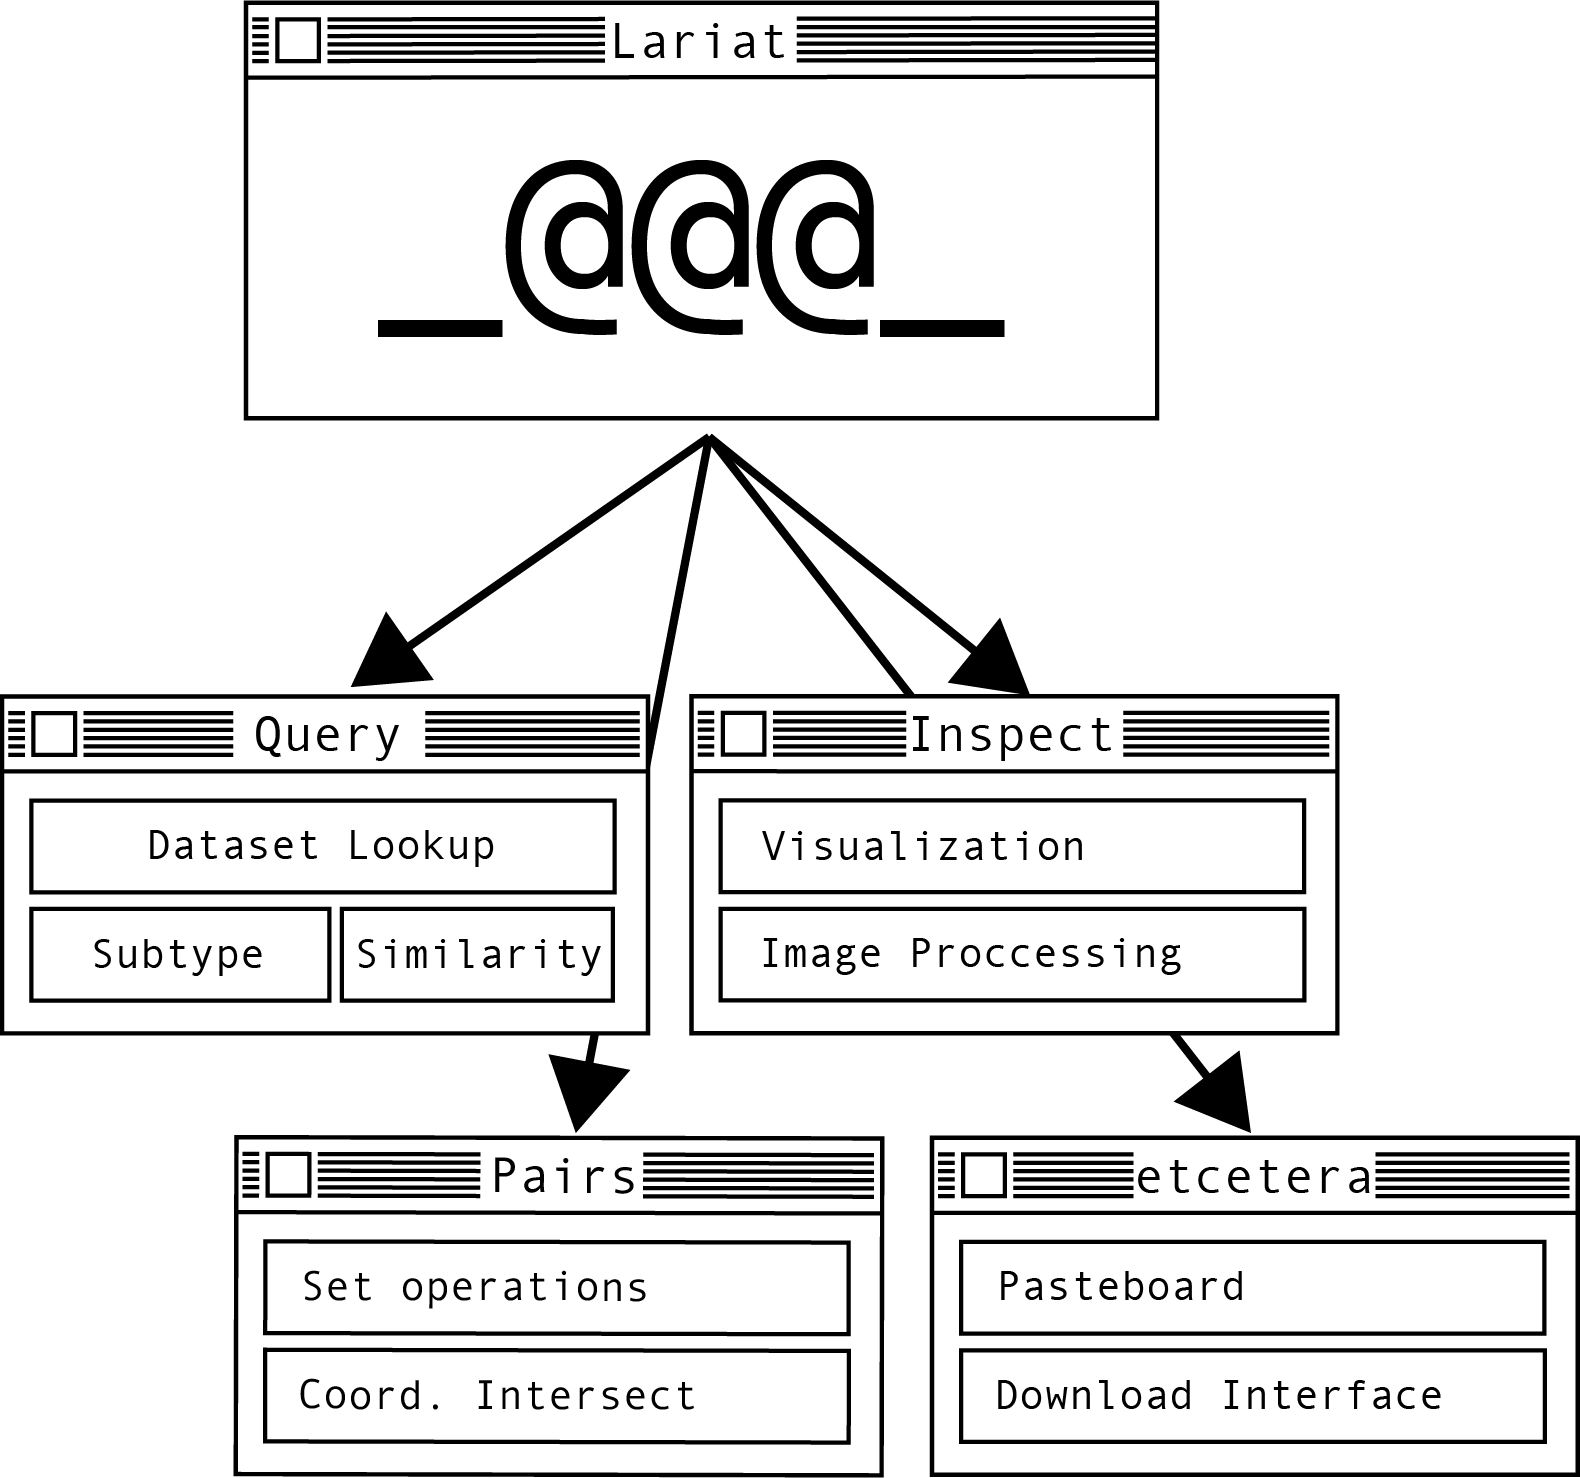 Lariat
_@@@_
Query
Dataset Lookup
Subtype
Similarity
Inspect
Visualization
Image Proccessing
Pairs
Set operations
Coord. Intersect
etcetera
Pasteboard
Download Interface